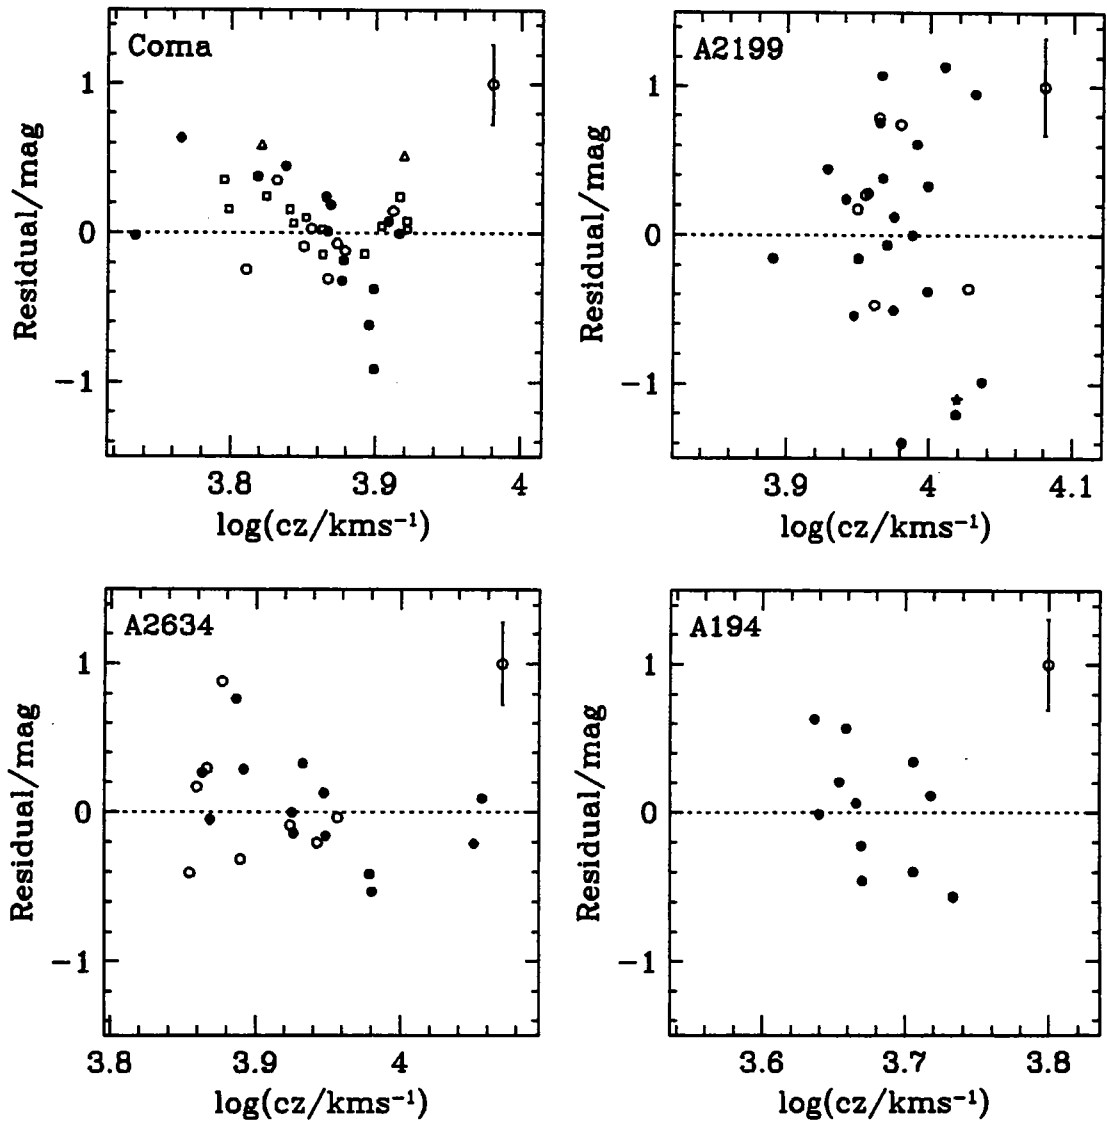 Coma
1
0
−1
Residual/mag
3.8
3.9
4
log(cz/kms⁻¹)
A2199
1
0
−1
Residual/mag
3.9
4
4.1
log(cz/kms⁻¹)
A2634
1
0
−1
Residual/mag
3.8
3.9
4
log(cz/kms⁻¹)
A194
1
0
−1
Residual/mag
3.6
3.7
3.8
log(cz/kms⁻¹)